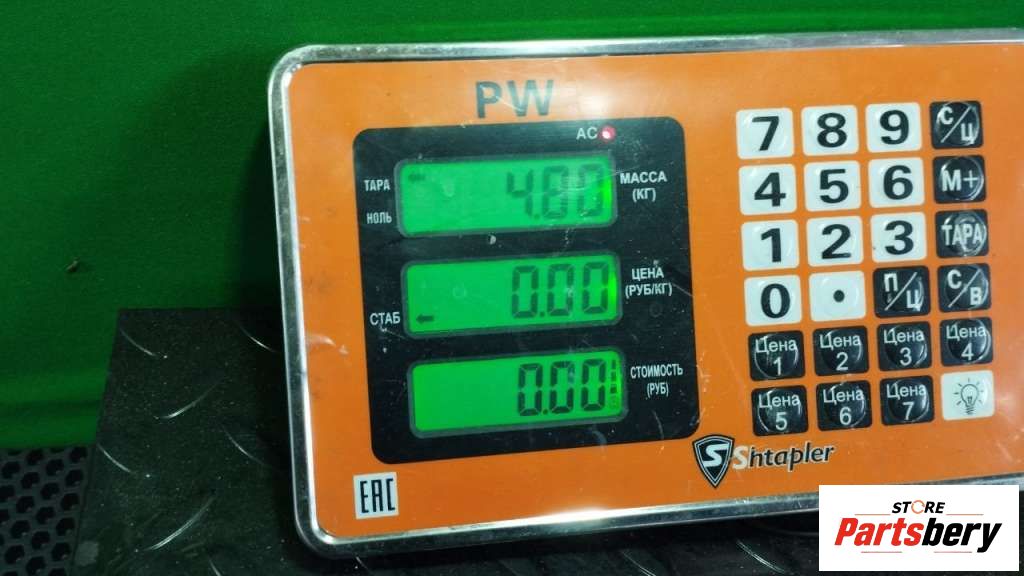 PW
AC
ТАРА
НОЛЬ
4.80
МАССА
(КГ)
СТАБ
0.00
ЦЕНА
(РУБ/КГ)
0.00
СТОИМОСТЬ
(РУБ)
7 8 9 С/Ц
4 5 6 М+
1 2 3 ТАРА
0 . П/Ц С/В
Цена 1 Цена 2 Цена 3 Цена 4
Цена 5 Цена 6 Цена 7
Shtapler
EAC
STORE
Partsbery